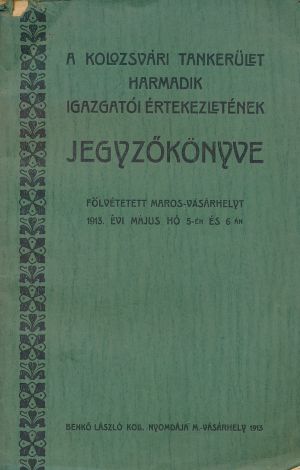 A KOLOZSVÁRI TANKERÜLET
HARMADIK
IGAZGATÓI ÉRTEKEZLETÉNEK
JEGYZŐKÖNYVE
FÖLVÉTETETT MAROS-VÁSÁRHELYT
1913. ÉVI MÁJUS HÓ 5-ÉN ÉS 6-ÁN
BENKŐ LÁSZLÓ KÖB. NYOMDÁJA M.-VÁSÁRHELY 1913